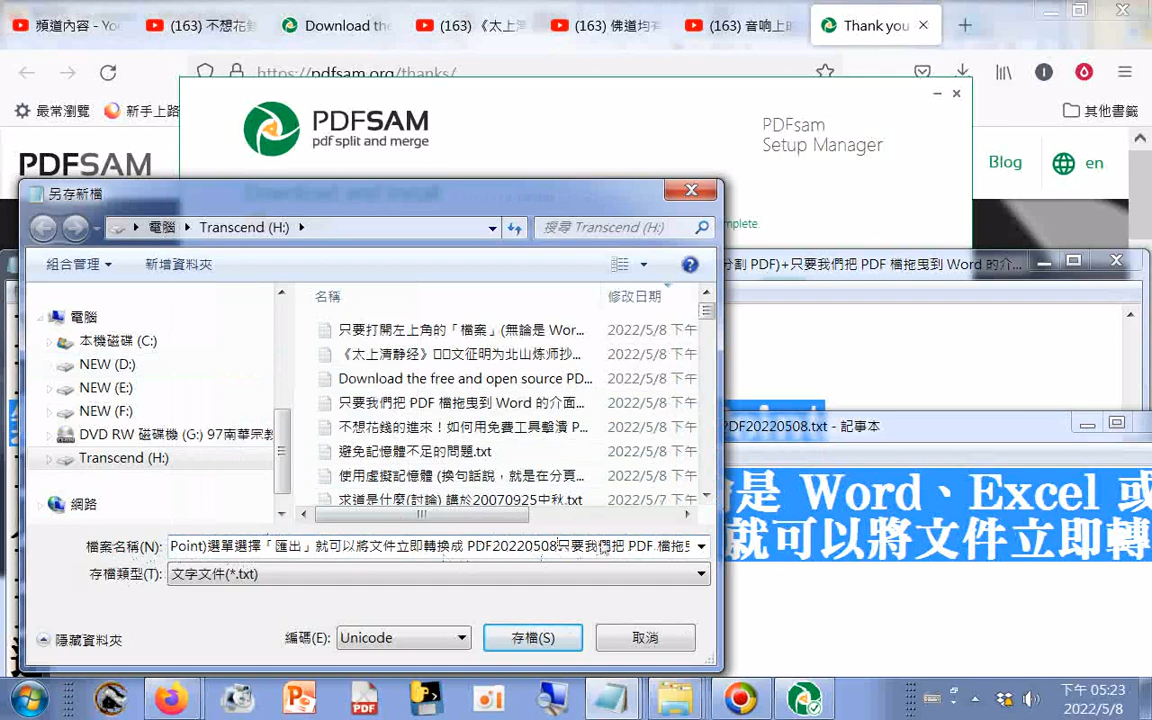 頻道內容 - Yo
(163) 不想花
Download the
(163) 《太上
(163) 佛道均
(163) 音响上
Thank you
https://pdfsam.org/thanks/
最常瀏覽
新手上路
其他書籤
PDFSAM
pdf split and merge
PDFsam
Setup Manager
PDFSAM
Blog
en
Download and install
另存新檔
電腦
Transcend (H:)
搜尋 Transcend (H:)
mplete
組合管理
新增資料夾
分割 PDF)+只要我們把 PDF 檔拖曳到 Word 的介...
名稱
修改日期
電腦
本機磁碟 (C:)
NEW (D:)
NEW (E:)
NEW (F:)
DVD RW 磁碟機 (G:) 97南華宗教
Transcend (H:)
網路
只要打開左上角的「檔案」(無論是 Wor...
2022/5/8 下午
《太上清静经》□□文征明为北山炼师抄...
2022/5/8 下午
Download the free and open source PD...
2022/5/8 下午
只要我們把 PDF 檔拖曳到 Word 的介面...
2022/5/8 下午
不想花錢的進來！如何用免費工具擊潰 P...
2022/5/8 下午
避免記憶體不足的問題.txt
2022/5/8 下午
使用虛擬記憶體 (換句話說，就是在分頁...
2022/5/8 下午
求道是什麼(討論) 講於20070925中秋.txt
2022/5/7 下午
PDF20220508.txt - 記事本
是 Word、Excel 或
就可以將文件立即轉
檔案名稱(N):
Point)選單選擇「匯出」就可以將文件立即轉換成 PDF20220508只要我們把 PDF 檔拖
存檔類型(T):
文字文件(*.txt)
隱藏資料夾
編碼(E):
Unicode
存檔(S)
取消
下午 05:23
2022/5/8